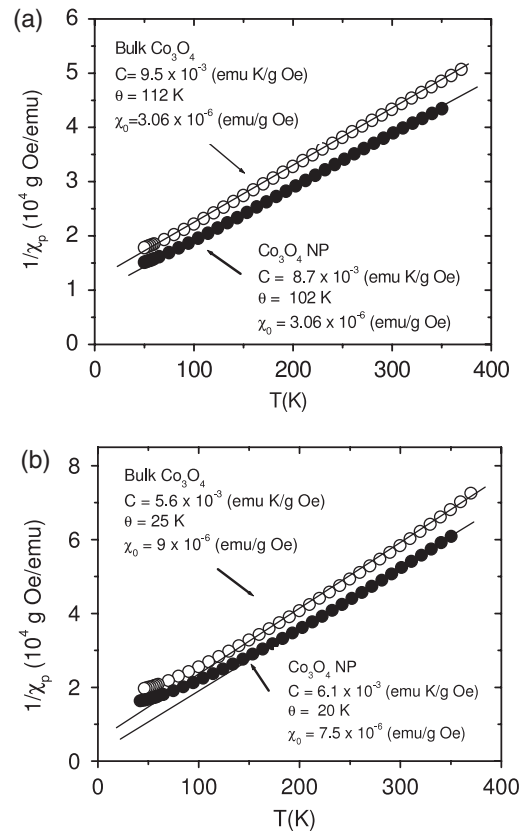 (a)
6
5
4
3
2
1
0
1/χₚ (10⁴ g Oe/emu)
Bulk Co₃O₄
C= 9.5 x 10⁻³ (emu K/g Oe)
θ = 112 K
χ₀=3.06 x 10⁻⁶ (emu/g Oe)
Co₃O₄ NP
C = 8.7 x 10⁻³ (emu K/g Oe)
θ = 102 K
χ₀ = 3.06 x 10⁻⁶ (emu/g Oe)
0 100 200 300 400
T(K)
(b)
8
6
4
2
0
1/χₚ (10⁴ g Oe/emu)
Bulk Co₃O₄
C = 5.6 x 10⁻³ (emu K/g Oe)
θ = 25 K
χ₀ = 9 x 10⁻⁶ (emu/g Oe)
Co₃O₄ NP
C = 6.1 x 10⁻³ (emu K/g Oe)
θ = 20 K
χ₀ = 7.5 x 10⁻⁶ (emu/g Oe)
0 100 200 300 400
T(K)